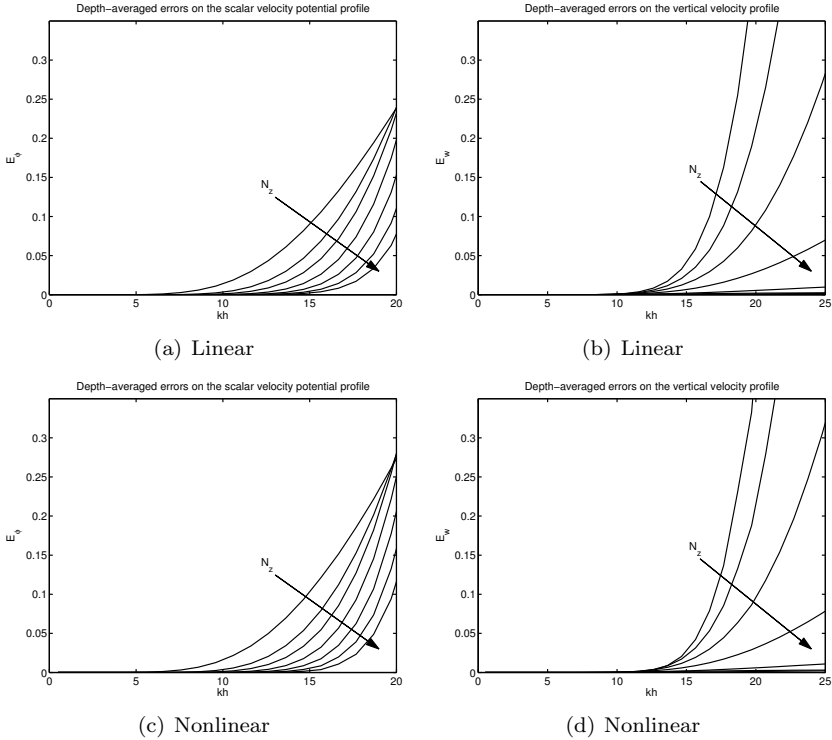 Depth-averaged errors on the scalar velocity potential profile
0.3
0.25
0.2
0.15
0.1
0.05
0
E_ϕ
N_z
0 5 10 15 20
kh
(a) Linear
Depth-averaged errors on the vertical velocity profile
0.3
0.25
0.2
0.15
0.1
0.05
0
E_w
N_z
0 5 10 15 20 25
kh
(b) Linear
Depth-averaged errors on the scalar velocity potential profile
0.3
0.25
0.2
0.15
0.1
0.05
0
E_ϕ
N_z
0 5 10 15 20
kh
(c) Nonlinear
Depth-averaged errors on the vertical velocity profile
0.3
0.25
0.2
0.15
0.1
0.05
0
E_w
N_z
0 5 10 15 20 25
kh
(d) Nonlinear